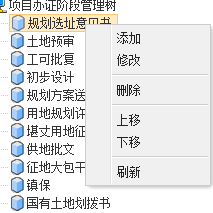 项目办证阶段管理树
规划选址意见书
土地预审
工可批复
初步设计
规划方案送
用地规划许
堪丈用地征
供地批文
征地大包干
镇保
国有土地划拨书
添加
修改
删除
上移
下移
刷新